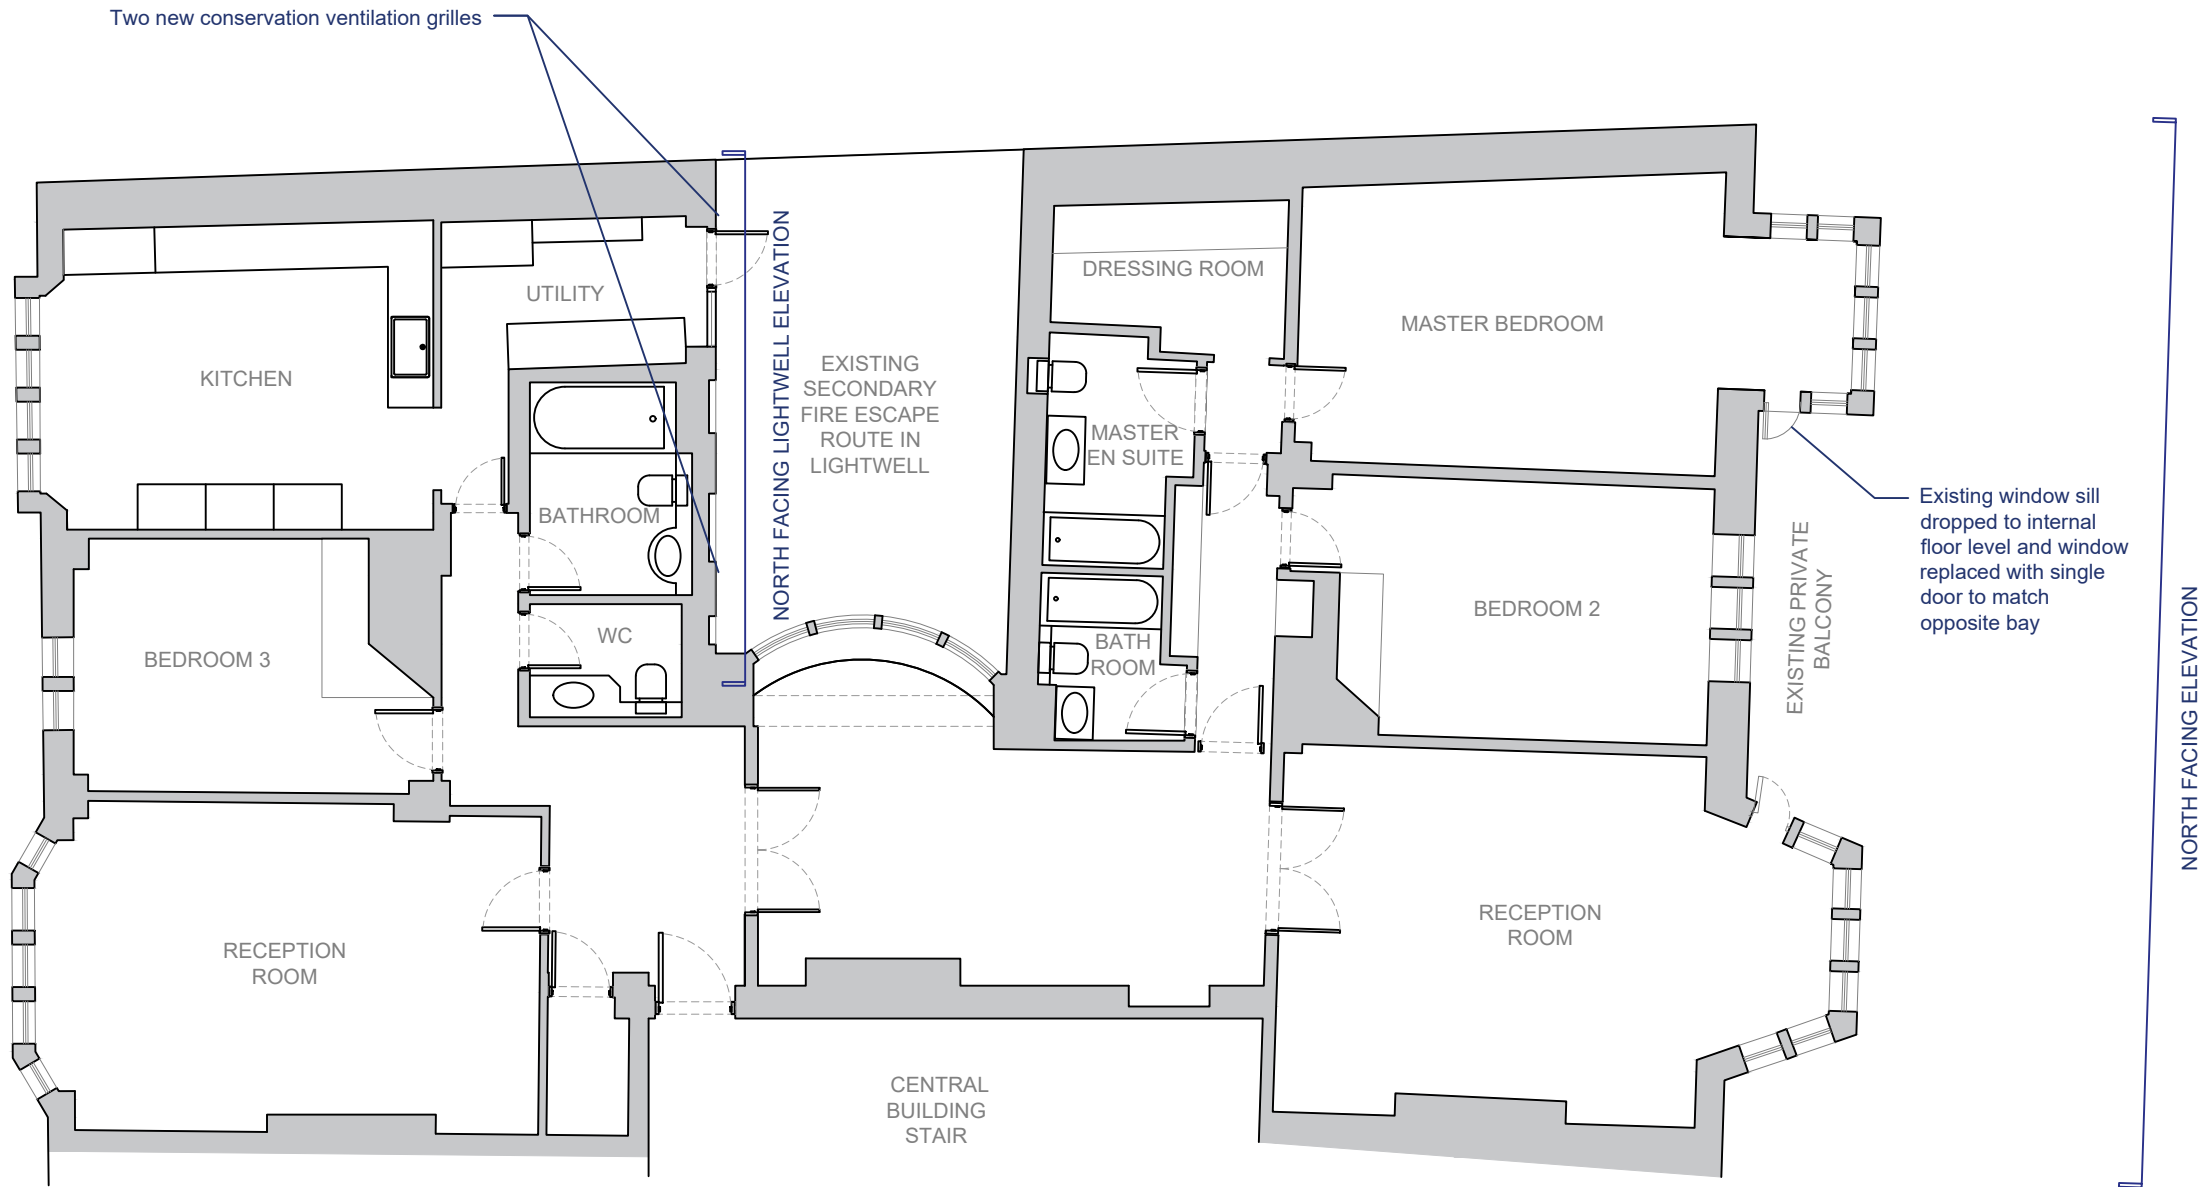 Two new conservation ventilation grilles
NORTH FACING LIGHTWELL ELEVATION
UTILITY
KITCHEN
EXISTING
SECONDARY
FIRE ESCAPE
ROUTE IN
LIGHTWELL
DRESSING ROOM
MASTER BEDROOM
MASTER
EN SUITE
BATHROOM
WC
BEDROOM 3
BATH
ROOM
BEDROOM 2
EXISTING PRIVATE
BALCONY
Existing window sill
dropped to internal
floor level and window
replaced with single
door to match
opposite bay
NORTH FACING ELEVATION
RECEPTION
ROOM
RECEPTION
ROOM
CENTRAL
BUILDING
STAIR